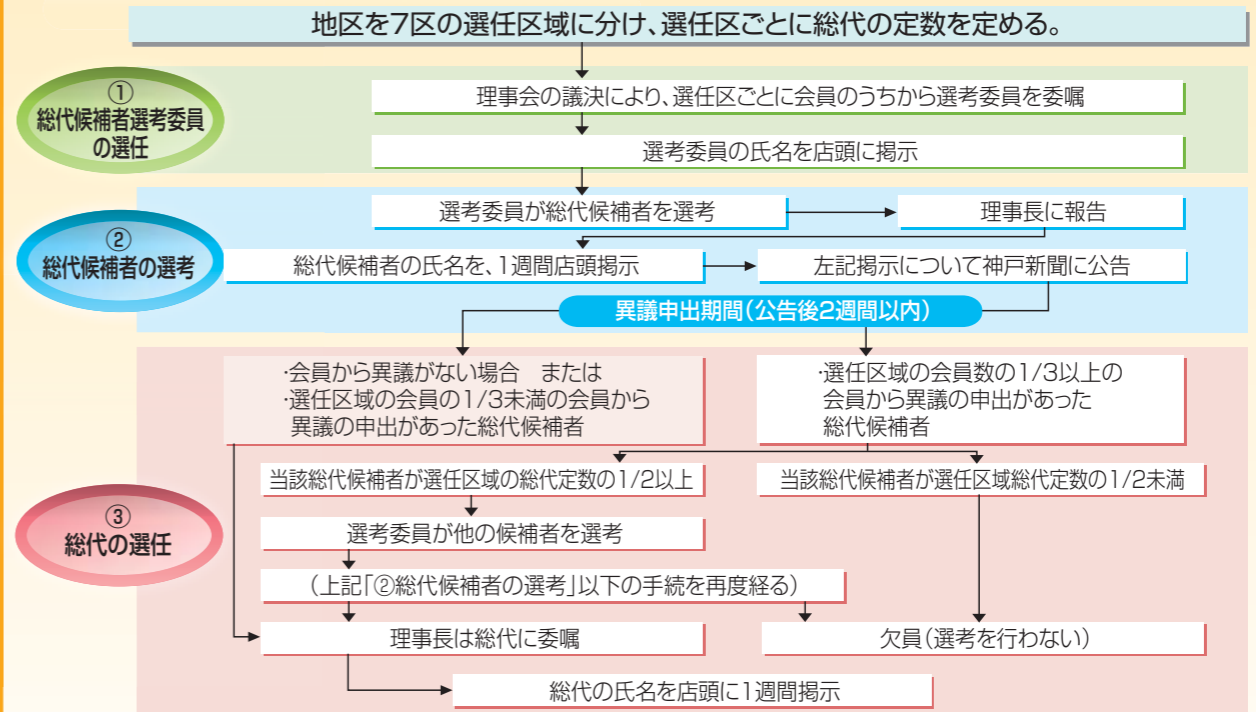 地区を7区の選任区域に分け、選任区ごとに総代の定数を定める。
①
総代候補者選考委員
の選任
理事会の議決により、選任区ごとに会員のうちから選考委員を委嘱
選考委員の氏名を店頭に掲示
②
総代候補者の選考
選考委員が総代候補者を選考
理事長に報告
総代候補者の氏名を、1週間店頭掲示
左記掲示について神戸新聞に公告
異議申出期間（公告後2週間以内）
③
総代の選任
・会員から異議がない場合　または
・選任区域の会員の1/3未満の会員から
異議の申出があった総代候補者
・選任区域の会員数の1/3以上の
会員から異議の申出があった
総代候補者
当該総代候補者が選任区域の総代定数の1/2以上
当該総代候補者が選任区域総代定数の1/2未満
選考委員が他の候補者を選考
（上記「②総代候補者の選考」以下の手続を再度経る）
理事長は総代に委嘱
欠員（選考を行わない）
総代の氏名を店頭に1週間掲示